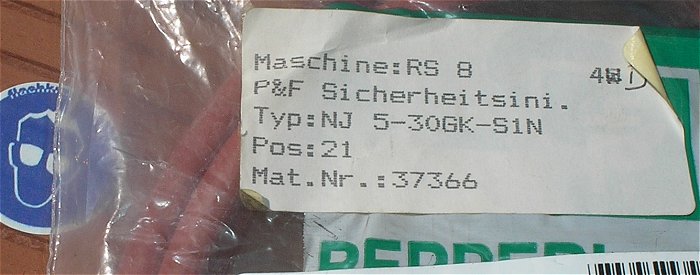 Maschine:RS 8
P&F Sicherheitsini.
Typ:NJ 5-30GK-S1N
Pos:21
Mat.Nr.:37366